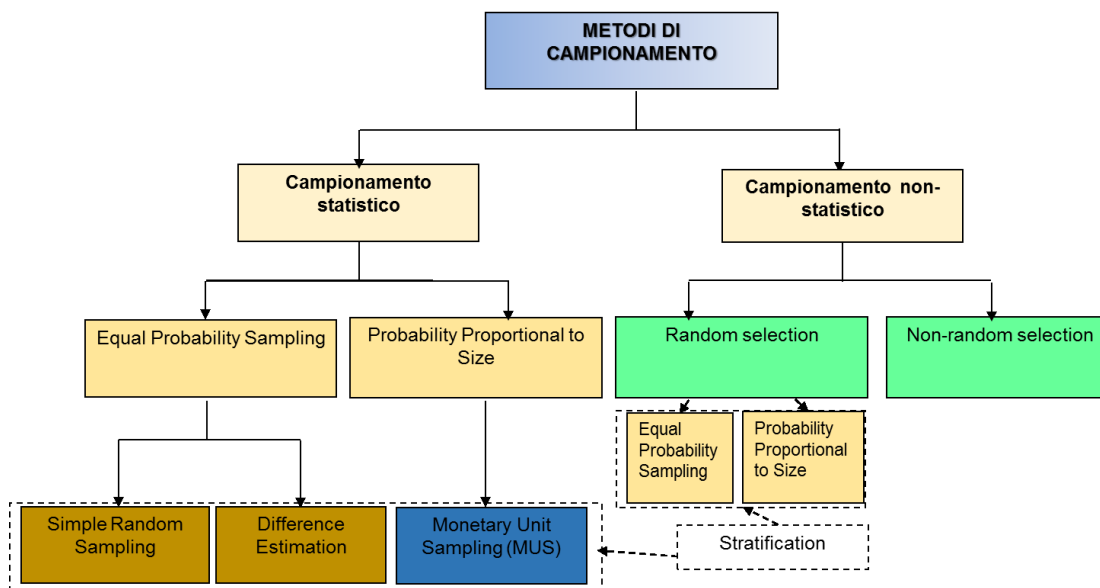 METODI DI
CAMPIONAMENTO
Campionamento
statistico
Campionamento non-
statistico
Equal Probability Sampling
Probability Proportional to
Size
Random selection
Non-random selection
Equal
Probability
Sampling
Probability
Proportional
to Size
Simple Random
Sampling
Difference
Estimation
Monetary Unit
Sampling (MUS)
Stratification